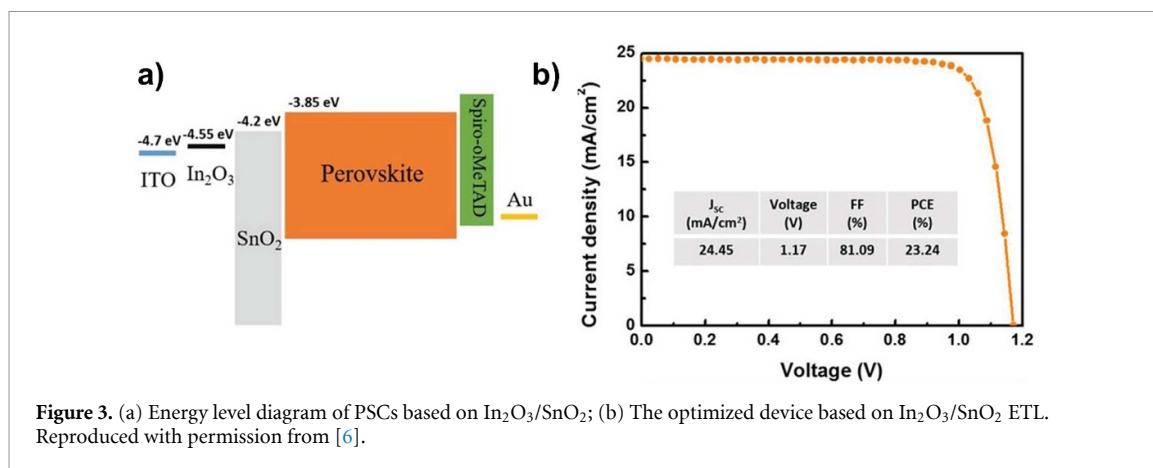 a)
-3.85 eV
-4.2 eV
-4.55 eV
-4.7 eV
ITO
In₂O₃
SnO₂
Perovskite
Spiro-oMeTAD
Au
b)
Current density (mA/cm²)
25
20
15
10
5
0
0.0 0.2 0.4 0.6 0.8 1.0 1.2
Voltage (V)
J_SC (mA/cm²) Voltage (V) FF (%) PCE (%)
24.45 1.17 81.09 23.24
Figure 3. (a) Energy level diagram of PSCs based on In₂O₃/SnO₂; (b) The optimized device based on In₂O₃/SnO₂ ETL.
Reproduced with permission from [6].